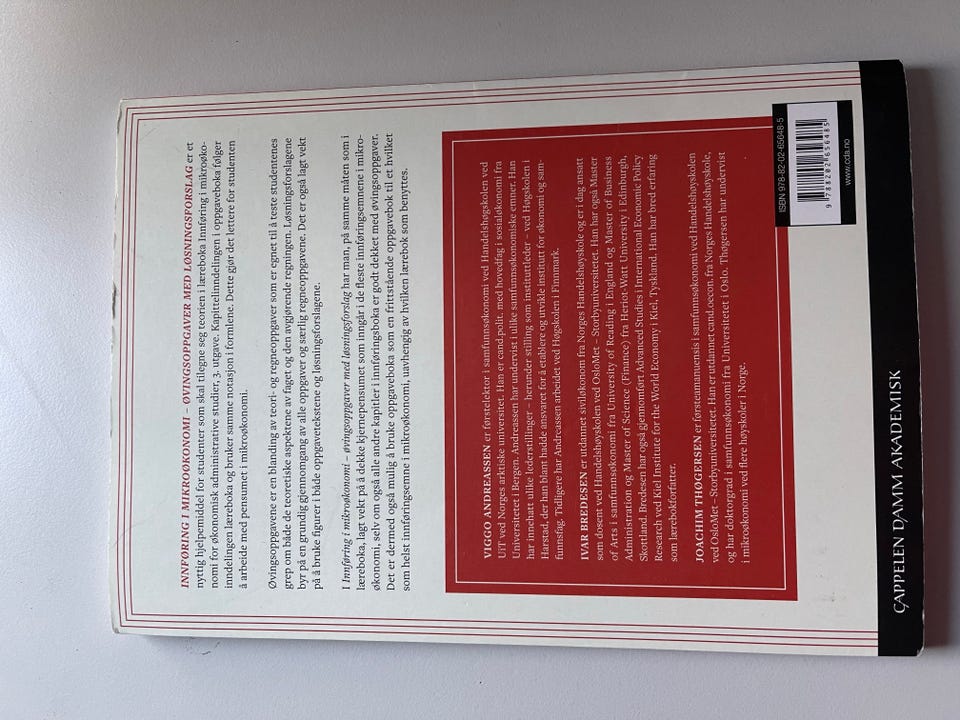 INNFØRING I MIKROØKONOMI – ØVINGSOPPGAVER MED LØSNINGSFORSLAG er et
nyttig hjelpemiddel for studenter som skal tilegne seg teorien i læreboka Innføring i mikroøko-
nomi for økonomisk administrative studier, 3. utgave. Kapittelinndelingen i oppgaveboka følger
inndelingen læreboka og bruker samme notasjon i formlene. Dette gjør det lettere for studenten
å arbeide med pensumet i mikroøkonomi.
Øvingsoppgavene er en blanding av teori- og regneoppgaver som er egnet til å teste studentenes
grep om både de teoretiske aspektene av faget og den avgjørende regningen. Løsningsforslagene
byr på en grundig gjennomgang av alle oppgaver og særlig regneoppgavene. Det er også lagt vekt
på å bruke figurer i både oppgavetekstene og løsningsforslagene.
I Innføring i mikroøkonomi – øvingsoppgaver med løsningsforslag har man, på samme måten som i
læreboka, lagt vekt på å dekke kjernepensumet som inngår i de fleste innføringsemnene i mikro-
økonomi, selv om også alle andre kapitler i innføringsboka er godt dekket med øvingsoppgaver.
Det er dermed også mulig å bruke oppgaveboka som en frittstående oppgavebok til et hvilket
som helst innføringsemne i mikroøkonomi, uavhengig av hvilken lærebok som benyttes.
VIGGO ANDREASSEN er førstelektor i samfunnsøkonomi ved Handelshøgskolen ved
UiT ved Norges arktiske universitet. Han er cand.polit. med hovedfag i sosialøkonomi fra
Universitetet i Bergen. Andreassen har undervist i ulike samfunnsøkonomiske emner. Han
har innehatt ulike lederstillinger – herunder stilling som instituttleder – ved Høgskolen i
Harstad, der han blant hadde ansvaret for å etablere og utvikle institutt for økonomi og sam-
funnsfag. Tidligere har Andreassen arbeidet ved Høgskolen i Finnmark.
IVAR BREDESEN er utdannet siviløkonom fra Norges Handelshøyskole og er i dag ansatt
som dosent ved Handelshøyskolen ved OsloMet – Storbyuniversitetet. Han har også Master
of Arts i samfunnsøkonomi fra University of Reading i England og Master of Business
Administration og Master of Science (Finance) fra Heriot-Watt University i Edinburgh,
Skottland. Bredesen har også gjennomført Advanced Studies i International Economic Policy
Research ved Kiel Institute for the World Economy i Kiel, Tyskland. Han har bred erfaring
som lærebokforfatter.
JOACHIM THØGERSEN er førsteamanuensis i samfunnsøkonomi ved Handelshøyskolen
ved OsloMet – Storbyuniversitetet. Han er utdannet cand.oecon. fra Norges Handelshøyskole,
og har doktorgrad i samfunnsøkonomi fra Universitetet i Oslo. Thøgersen har undervist
i mikroøkonomi ved flere høyskoler i Norge.
ISBN 978-82-02-65648-5
9 788202 656485
www.cda.no
CAPPELEN DAMM AKADEMISK